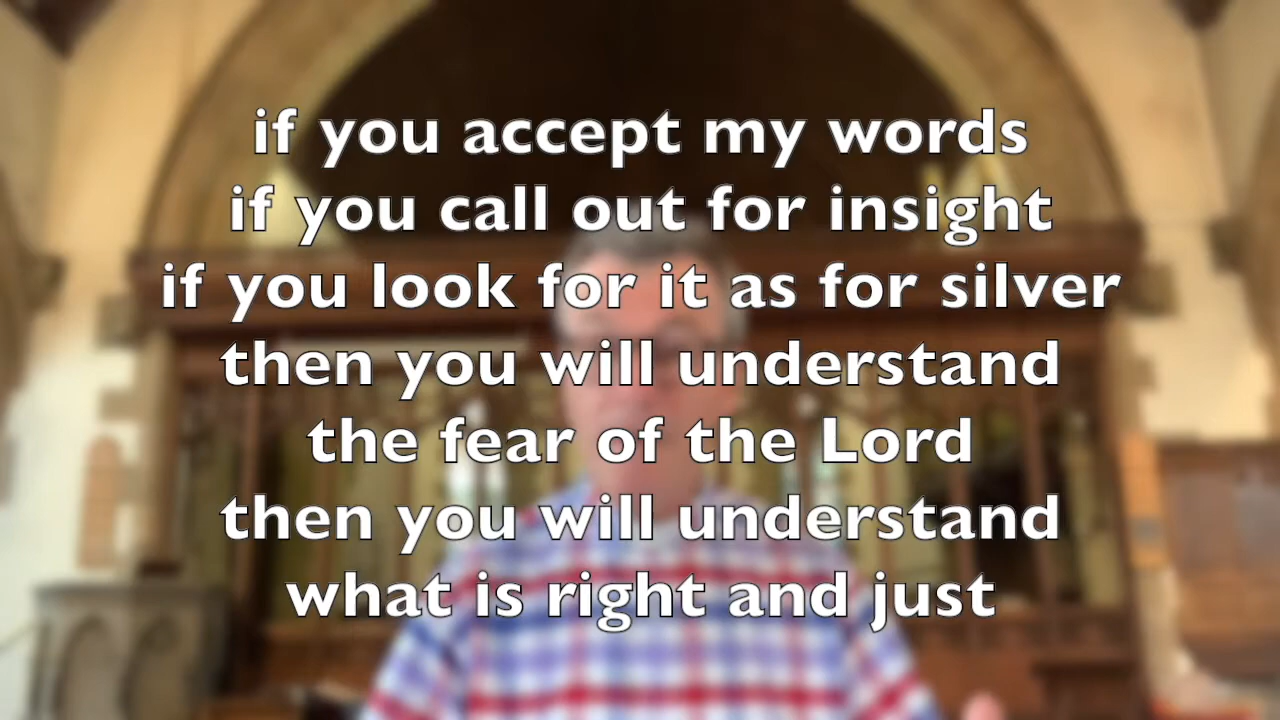 if you accept my words
if you call out for insight
if you look for it as for silver
then you will understand
the fear of the Lord
then you will understand
what is right and just